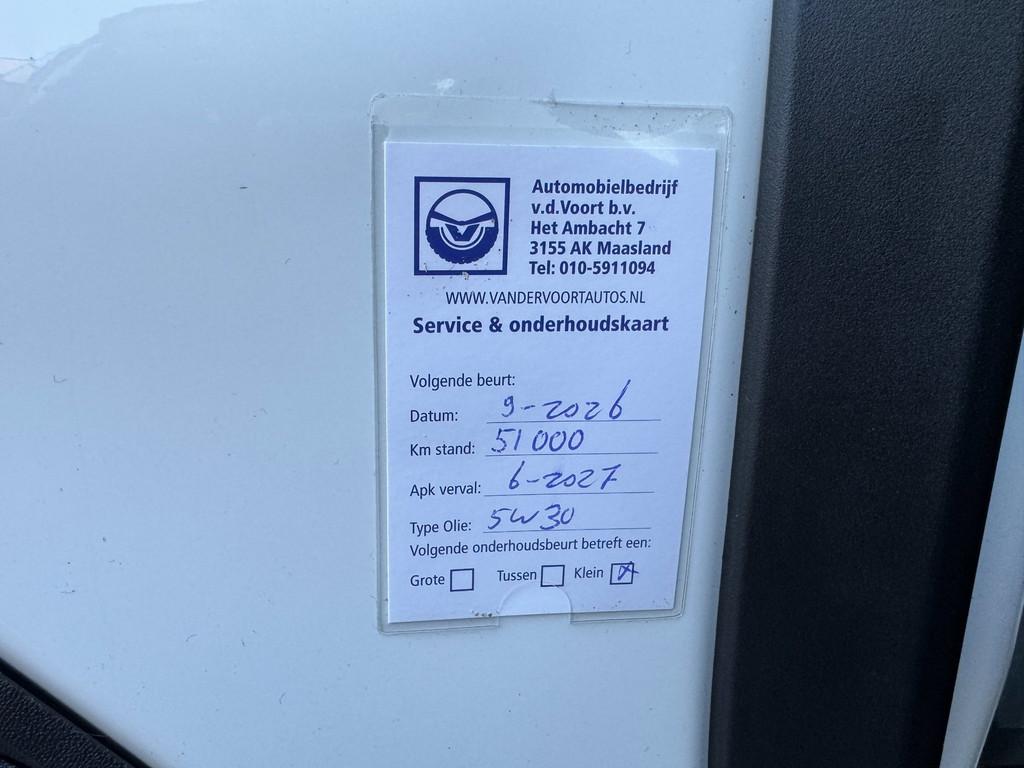 Automobielbedrijf
v.d.Voort b.v.
Het Ambacht 7
3155 AK Maasland
Tel: 010-5911094
WWW.VANDERVOORTAUTOS.NL
Service & onderhoudskaart
Volgende beurt:
Datum: 9-2026
Km stand: 51000
Apk verval: 6-2027
Type Olie: 5W30
Volgende onderhoudsbeurt betreft een:
Grote Tussen Klein X